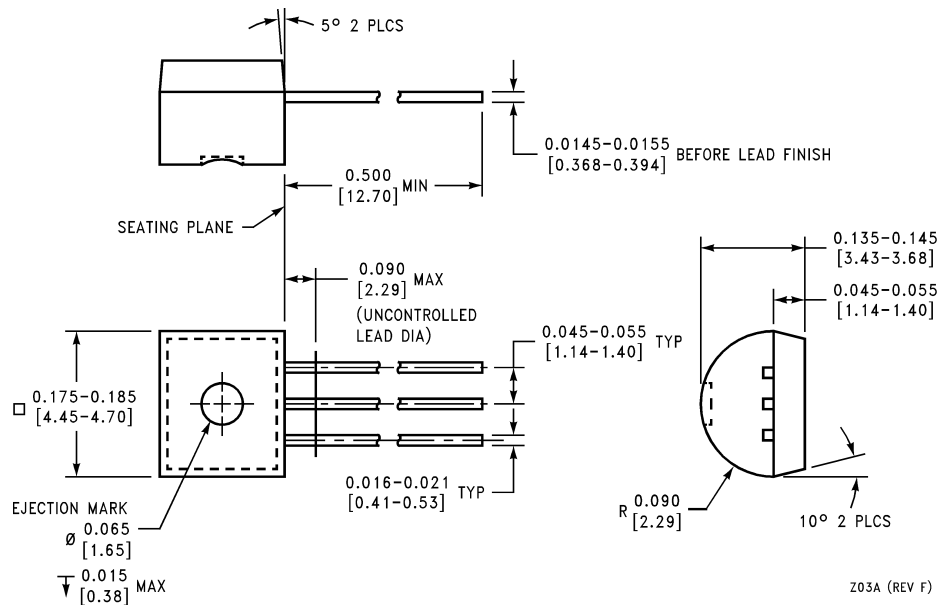 5° 2 PLCS
0.0145-0.0155
[0.368-0.394]
BEFORE LEAD FINISH
0.500
[12.70]
MIN
SEATING PLANE
0.090
[2.29]
MAX
(UNCONTROLLED
LEAD DIA)
0.135-0.145
[3.43-3.68]
0.045-0.055
[1.14-1.40]
0.045-0.055
[1.14-1.40]
TYP
0.175-0.185
[4.45-4.70]
0.016-0.021
[0.41-0.53]
TYP
EJECTION MARK
Ø 0.065
[1.65]
0.015
[0.38]
MAX
R 0.090
[2.29]
10° 2 PLCS
Z03A (REV F)